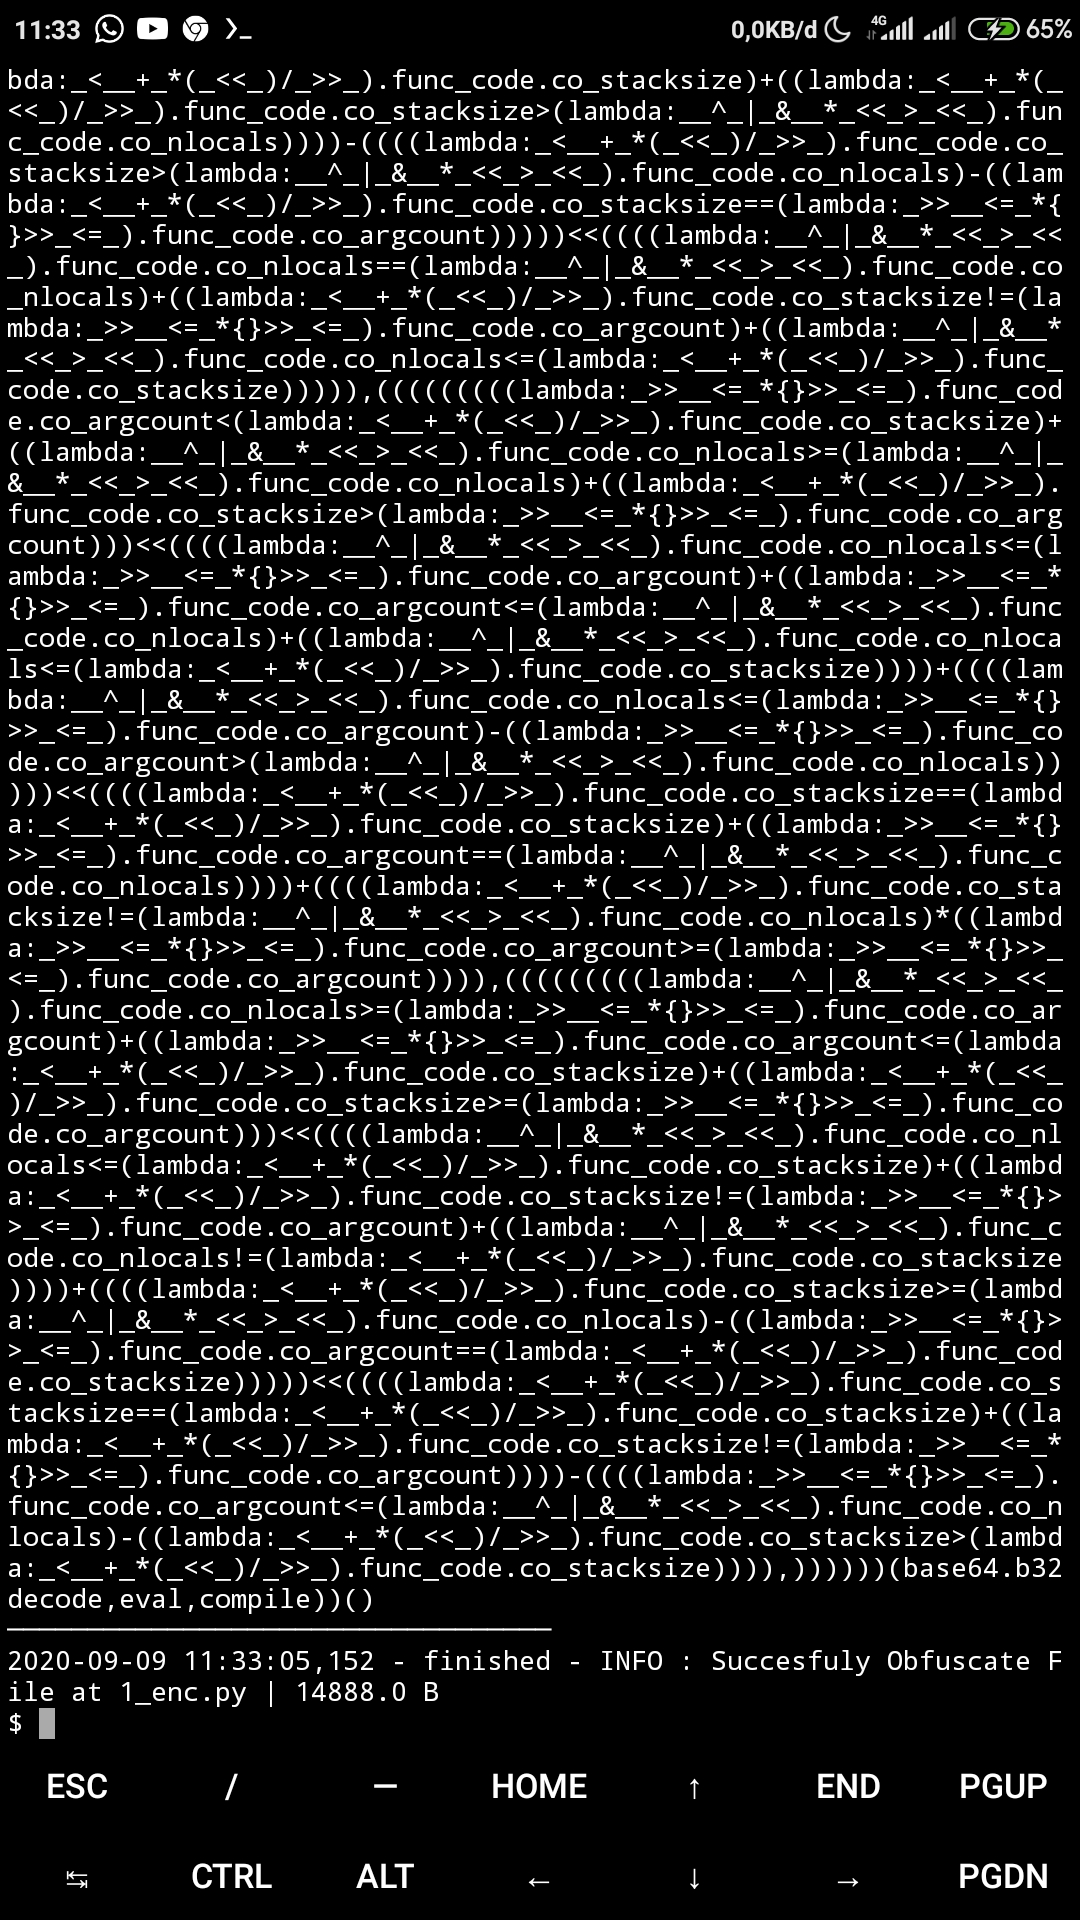 11:33 0,0KB/d 4G 65%
bda:_<__+_*(_<<_)/_>>_).func_code.co_stacksize)+((lambda:_<__+_*(_
<<_)/_>>_).func_code.co_stacksize>(lambda:__^_|_&__*_<<_>_<<_).fun
c_code.co_nlocals))))-((((lambda:_<__+_*(_<<_)/_>>_).func_code.co_
stacksize>(lambda:__^_|_&__*_<<_>_<<_).func_code.co_nlocals)-((lam
bda:_<__+_*(_<<_)/_>>_).func_code.co_stacksize==(lambda:_>>__<=_*{
}>>_<=_).func_code.co_argcount)))))<<((((lambda:__^_|_&__*_<<_>_<<
_).func_code.co_nlocals==(lambda:__^_|_&__*_<<_>_<<_).func_code.co
_nlocals)+((lambda:_<__+_*(_<<_)/_>>_).func_code.co_stacksize!=(la
mbda:_>>__<=_*{}>>_<=_).func_code.co_argcount)+((lambda:__^_|_&__*
_<<_>_<<_).func_code.co_nlocals<=(lambda:_<__+_*(_<<_)/_>>_).func_
code.co_stacksize))))),(((((((((lambda:_>>__<=_*{}>>_<=_).func_cod
e.co_argcount<(lambda:_<__+_*(_<<_)/_>>_).func_code.co_stacksize)+
((lambda:__^_|_&__*_<<_>_<<_).func_code.co_nlocals>=(lambda:__^_|_
&__*_<<_>_<<_).func_code.co_nlocals)+((lambda:_<__+_*(_<<_)/_>>_).
func_code.co_stacksize>(lambda:_>>__<=_*{}>>_<=_).func_code.co_arg
count)))<<((((lambda:__^_|_&__*_<<_>_<<_).func_code.co_nlocals<=(l
ambda:_>>__<=_*{}>>_<=_).func_code.co_argcount)+((lambda:_>>__<=_*
{}>>_<=_).func_code.co_argcount<=(lambda:__^_|_&__*_<<_>_<<_).func
_code.co_nlocals)+((lambda:__^_|_&__*_<<_>_<<_).func_code.co_nloca
ls<=(lambda:_<__+_*(_<<_)/_>>_).func_code.co_stacksize))))+((((lam
bda:__^_|_&__*_<<_>_<<_).func_code.co_nlocals<=(lambda:_>>__<=_*{}
>>_<=_).func_code.co_argcount)-((lambda:_>>__<=_*{}>>_<=_).func_co
de.co_argcount>(lambda:__^_|_&__*_<<_>_<<_).func_code.co_nlocals))
)))<<((((lambda:_<__+_*(_<<_)/_>>_).func_code.co_stacksize==(lambd
a:_<__+_*(_<<_)/_>>_).func_code.co_stacksize)+((lambda:_>>__<=_*{}
>>_<=_).func_code.co_argcount==(lambda:__^_|_&__*_<<_>_<<_).func_c
ode.co_nlocals))))+((((lambda:_<__+_*(_<<_)/_>>_).func_code.co_sta
cksize!=(lambda:__^_|_&__*_<<_>_<<_).func_code.co_nlocals)*((lambd
a:_>>__<=_*{}>>_<=_).func_code.co_argcount>=(lambda:_>>__<=_*{}>>_
<=_).func_code.co_argcount)))),(((((((((lambda:__^_|_&__*_<<_>_<<_
).func_code.co_nlocals>=(lambda:_>>__<=_*{}>>_<=_).func_code.co_ar
gcount)+((lambda:_>>__<=_*{}>>_<=_).func_code.co_argcount<=(lambda
:_<__+_*(_<<_)/_>>_).func_code.co_stacksize)+((lambda:_<__+_*(_<<_
)/_>>_).func_code.co_stacksize>=(lambda:_>>__<=_*{}>>_<=_).func_co
de.co_argcount)))<<((((lambda:__^_|_&__*_<<_>_<<_).func_code.co_nl
ocals<=(lambda:_<__+_*(_<<_)/_>>_).func_code.co_stacksize)+((lambd
a:_<__+_*(_<<_)/_>>_).func_code.co_stacksize!=(lambda:_>>__<=_*{}>
>_<=_).func_code.co_argcount)+((lambda:__^_|_&__*_<<_>_<<_).func_c
ode.co_nlocals!=(lambda:_<__+_*(_<<_)/_>>_).func_code.co_stacksize
))))+((((lambda:_<__+_*(_<<_)/_>>_).func_code.co_stacksize>=(lambd
a:__^_|_&__*_<<_>_<<_).func_code.co_nlocals)-((lambda:_>>__<=_*{}>
>_<=_).func_code.co_argcount==(lambda:_<__+_*(_<<_)/_>>_).func_cod
e.co_stacksize)))))<<((((lambda:_<__+_*(_<<_)/_>>_).func_code.co_s
tacksize==(lambda:_<__+_*(_<<_)/_>>_).func_code.co_stacksize)+((la
mbda:_<__+_*(_<<_)/_>>_).func_code.co_stacksize!=(lambda:_>>__<=_*
{}>>_<=_).func_code.co_argcount))))-((((lambda:_>>__<=_*{}>>_<=_).
func_code.co_argcount<=(lambda:__^_|_&__*_<<_>_<<_).func_code.co_n
locals)-((lambda:_<__+_*(_<<_)/_>>_).func_code.co_stacksize>(lambd
a:_<__+_*(_<<_)/_>>_).func_code.co_stacksize)))),))))))(base64.b32
decode,eval,compile))()
2020-09-09 11:33:05,152 - finished - INFO : Succesfuly Obfuscate F
ile at 1_enc.py | 14888.0 B
$
ESC / — HOME ↑ END PGUP
↹ CTRL ALT ← ↓ → PGDN